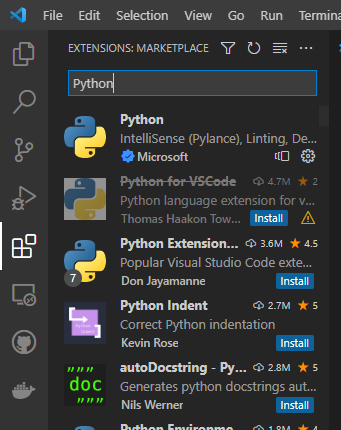 File Edit View Go Run Termina
EXTENSIONS: MARKETPLACE
Python
Python
IntelliSense (Pylance), Linting, De...
Microsoft
Python for VSCode 4.7M 2
Python language extension for v...
Thomas Haakon Tow... Install
Python Extension... 3.6M 4.5
Popular Visual Studio Code exte...
7 Don Jayamanne Install
Python Indent 2.7M 5
Correct Python indentation
Kevin Rose Install
autoDocstring - Py... 2.8M 5
Generates python docstrings aut...
Nils Werner Install
"""
doc
"""
Python Environme... 1.8M 4